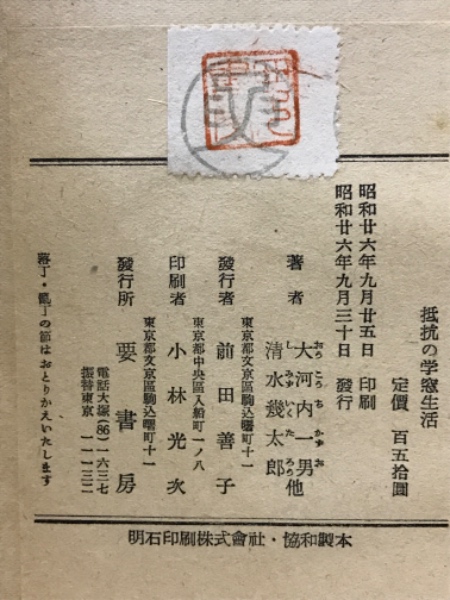 抵抗の学窓生活
定價 百五拾圓
昭和廿六年九月廿五日 印刷
昭和廿六年九月三十日 發行
著者 大河内一男
清水幾太郎他
東京都文京區駒込曙町十一
發行者 前田善子
東京都中央區入船町一ノ八
印刷者 小林光次
東京都文京區駒込曙町十一
發行所 要書房
電話大塚(86)一六三七
振替東京 一一一三二
落丁・亂丁の節はおとりかえいたします
明石印刷株式會社・協和製本